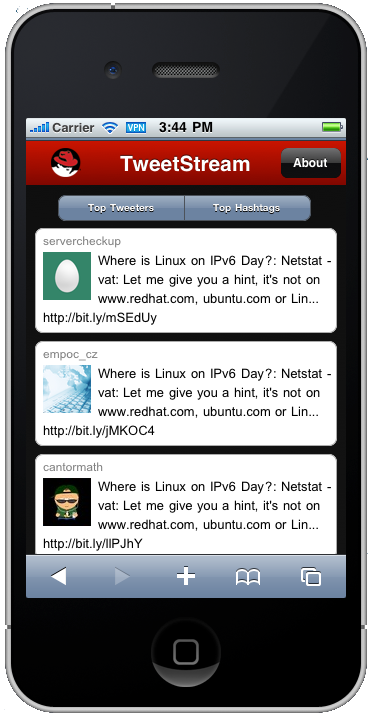 Carrier VPN 3:44 PM
TweetStream About
Top Tweeters Top Hashtags
servercheckup
Where is Linux on IPv6 Day?: Netstat -
vat: Let me give you a hint, it's not on
www.redhat.com, ubuntu.com or Lin...
http://bit.ly/mSEdUy
empoc_cz
Where is Linux on IPv6 Day?: Netstat -
vat: Let me give you a hint, it's not on
www.redhat.com, ubuntu.com or Lin...
http://bit.ly/jMKOC4
cantormath
Where is Linux on IPv6 Day?: Netstat -
vat: Let me give you a hint, it's not on
www.redhat.com, ubuntu.com or Lin...
http://bit.ly/llPJhY